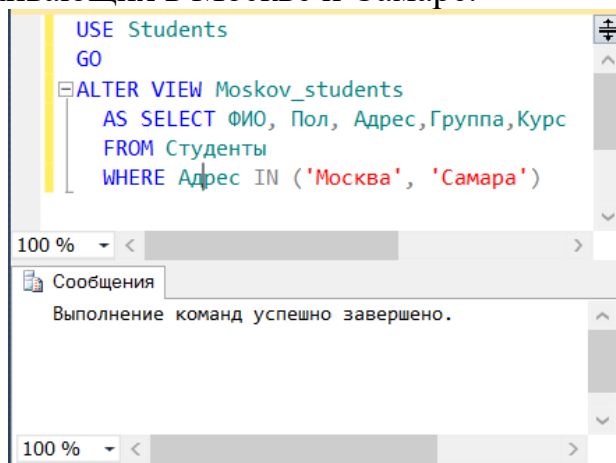 USE Students
GO
ALTER VIEW Moskov_students
AS SELECT ФИО, Пол, Адрес,Группа,Курс
FROM Студенты
WHERE Адрес IN ('Москва', 'Самара')
100 %
Сообщения
Выполнение команд успешно завершено.
100 %